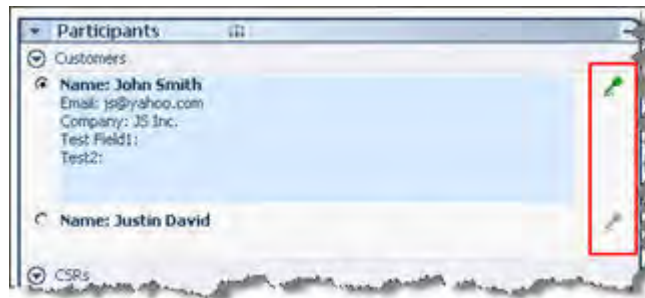 Participants
Customers
Name: John Smith
Email: js@yahoo.com
Company: JS Inc.
Test Field1:
Test2:
Name: Justin David
CSRs